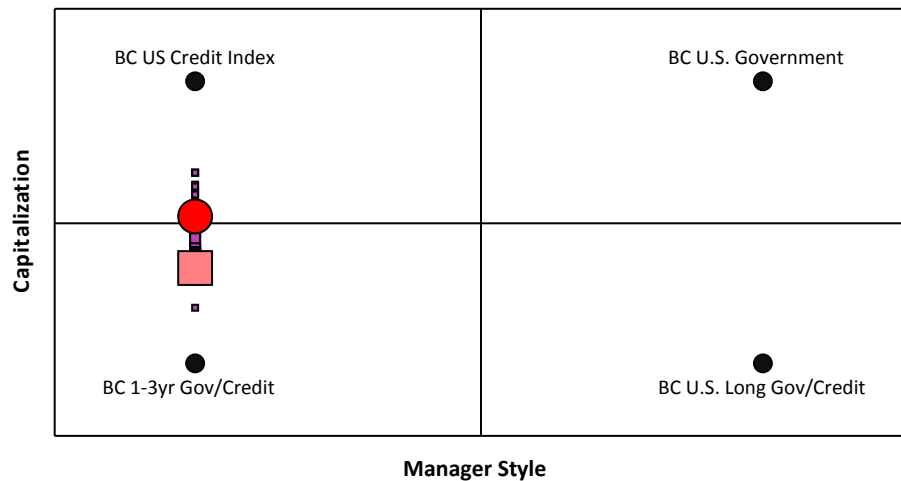 BC US Credit Index
BC U.S. Government
Capitalization
BC 1-3yr Gov/Credit
BC U.S. Long Gov/Credit
Manager Style